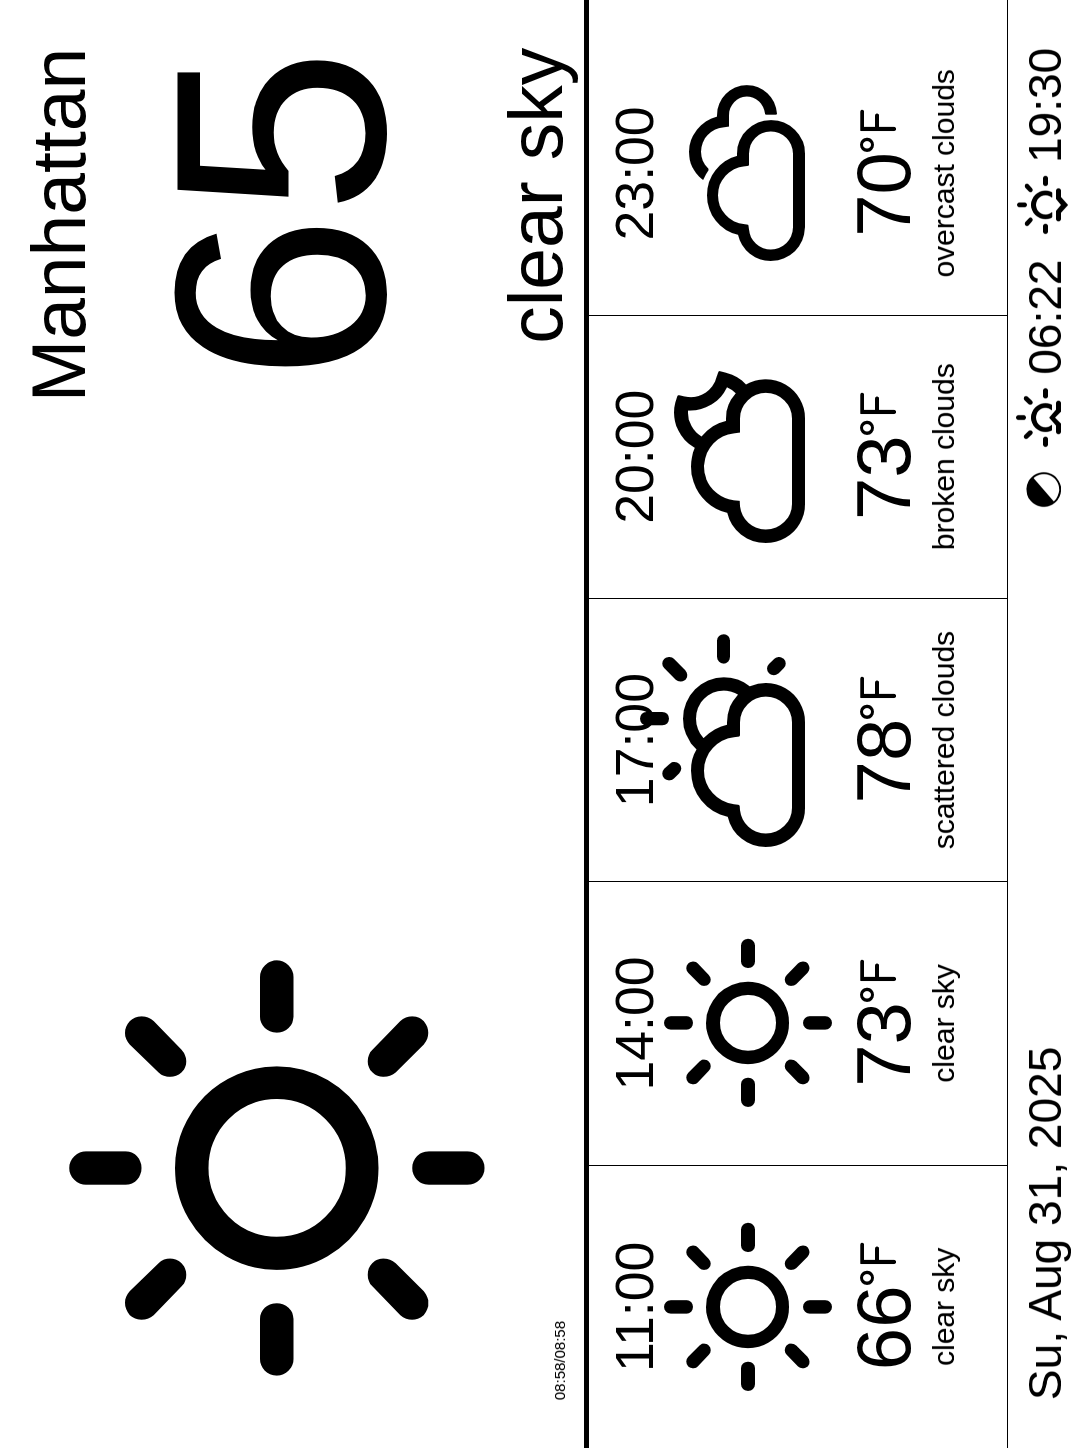 Manhattan
65
clear sky
08:58/08:58
11:00
66°F
clear sky
14:00
73°F
clear sky
17:00
78°F
scattered clouds
20:00
73°F
broken clouds
23:00
70°F
overcast clouds
Su, Aug 31, 2025
06:22 19:30